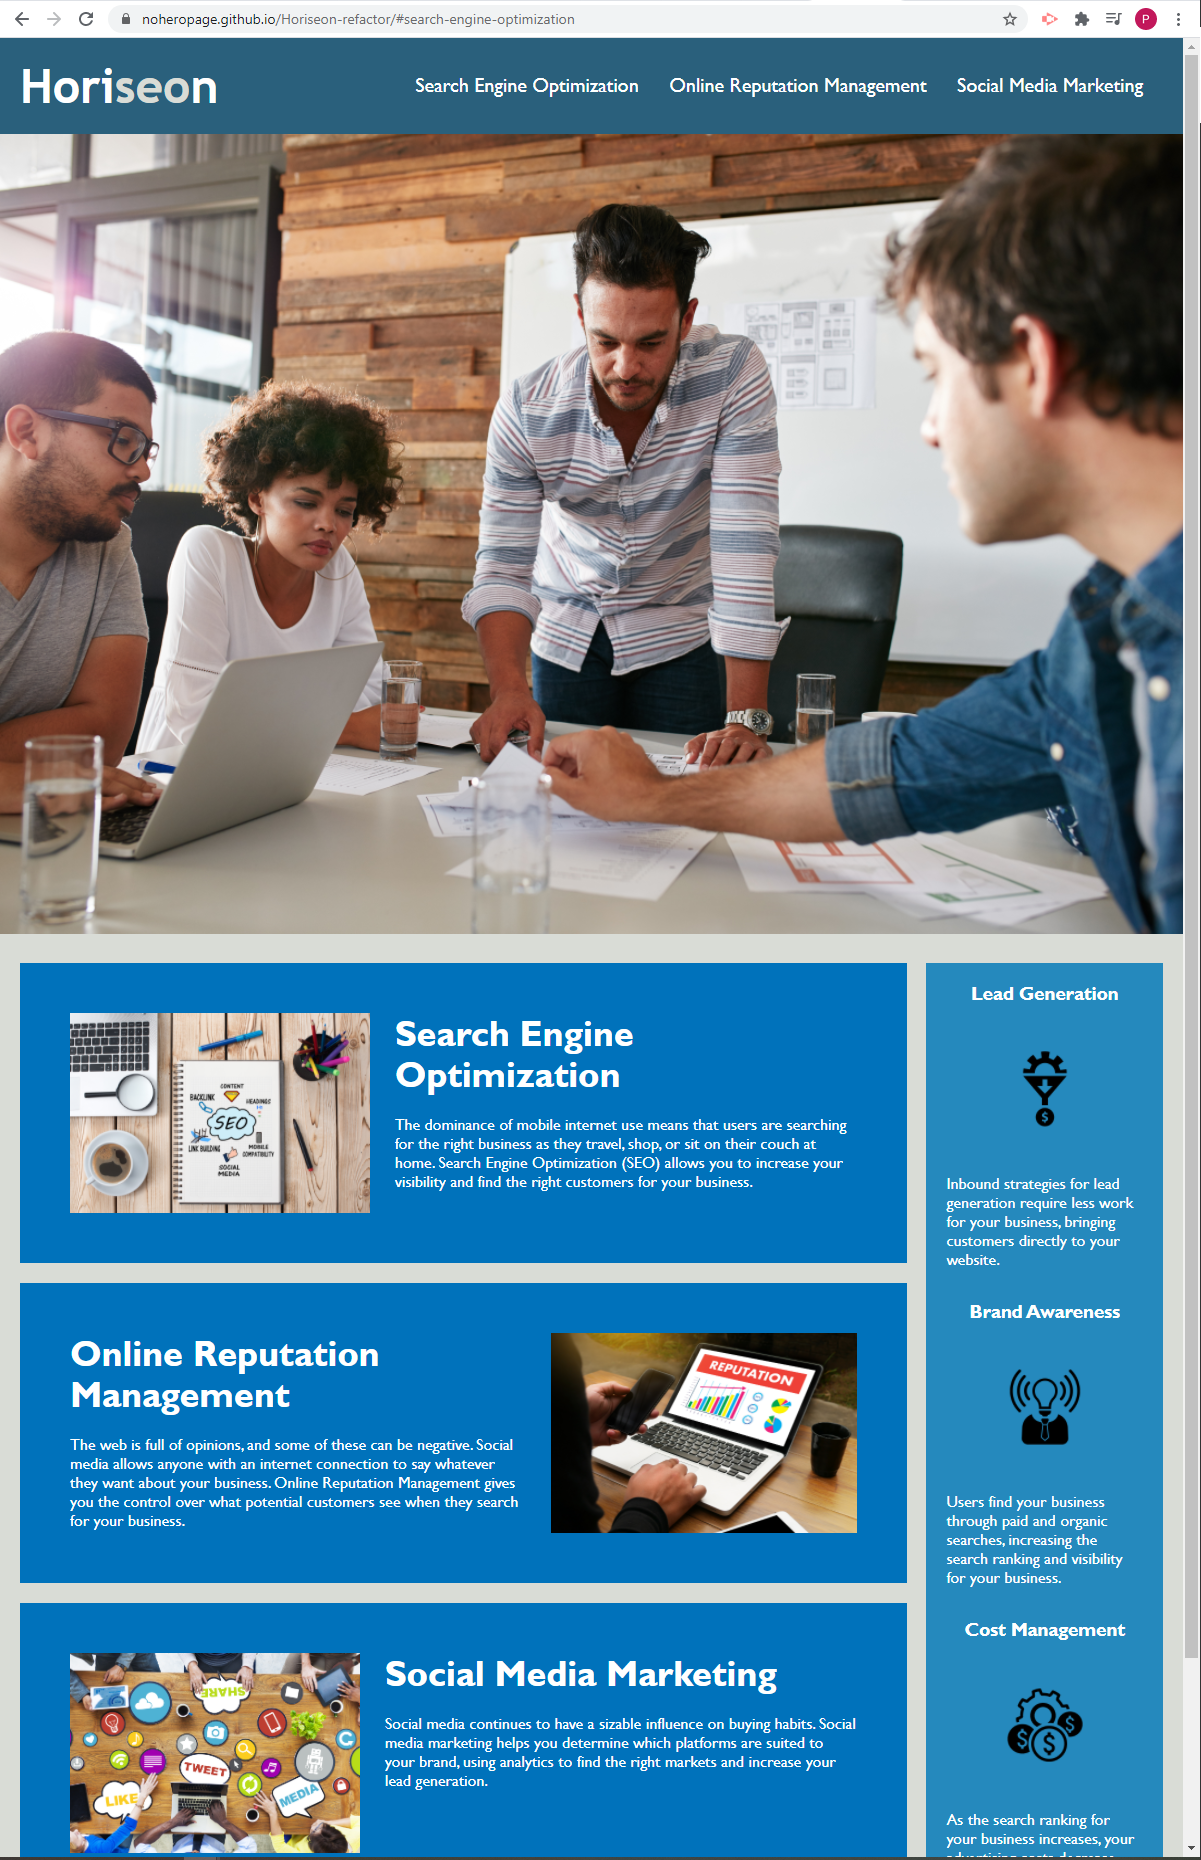 noheropage.github.io/Horiseon-refactor/#search-engine-optimization
P
Horiseon
Search Engine Optimization
Online Reputation Management
Social Media Marketing
CONTENT
BACKLINK
HEADINGS
SEO
LINK BUILDING
MOBILE
COMPATIBILITY
SOCIAL
MEDIA
Search Engine
Optimization
The dominance of mobile internet use means that users are searching
for the right business as they travel, shop, or sit on their couch at
home. Search Engine Optimization (SEO) allows you to increase your
visibility and find the right customers for your business.
Online Reputation
Management
The web is full of opinions, and some of these can be negative. Social
media allows anyone with an internet connection to say whatever
they want about your business. Online Reputation Management gives
you the control over what potential customers see when they search
for your business.
REPUTATION
SHARE
TWEET
LIKE
MEDIA
Social Media Marketing
Social media continues to have a sizable influence on buying habits. Social
media marketing helps you determine which platforms are suited to
your brand, using analytics to find the right markets and increase your
lead generation.
Lead Generation
$
Inbound strategies for lead
generation require less work
for your business, bringing
customers directly to your
website.
Brand Awareness
Users find your business
through paid and organic
searches, increasing the
search ranking and visibility
for your business.
Cost Management
$ $ $
As the search ranking for
your business increases, your
advertising costs decrease